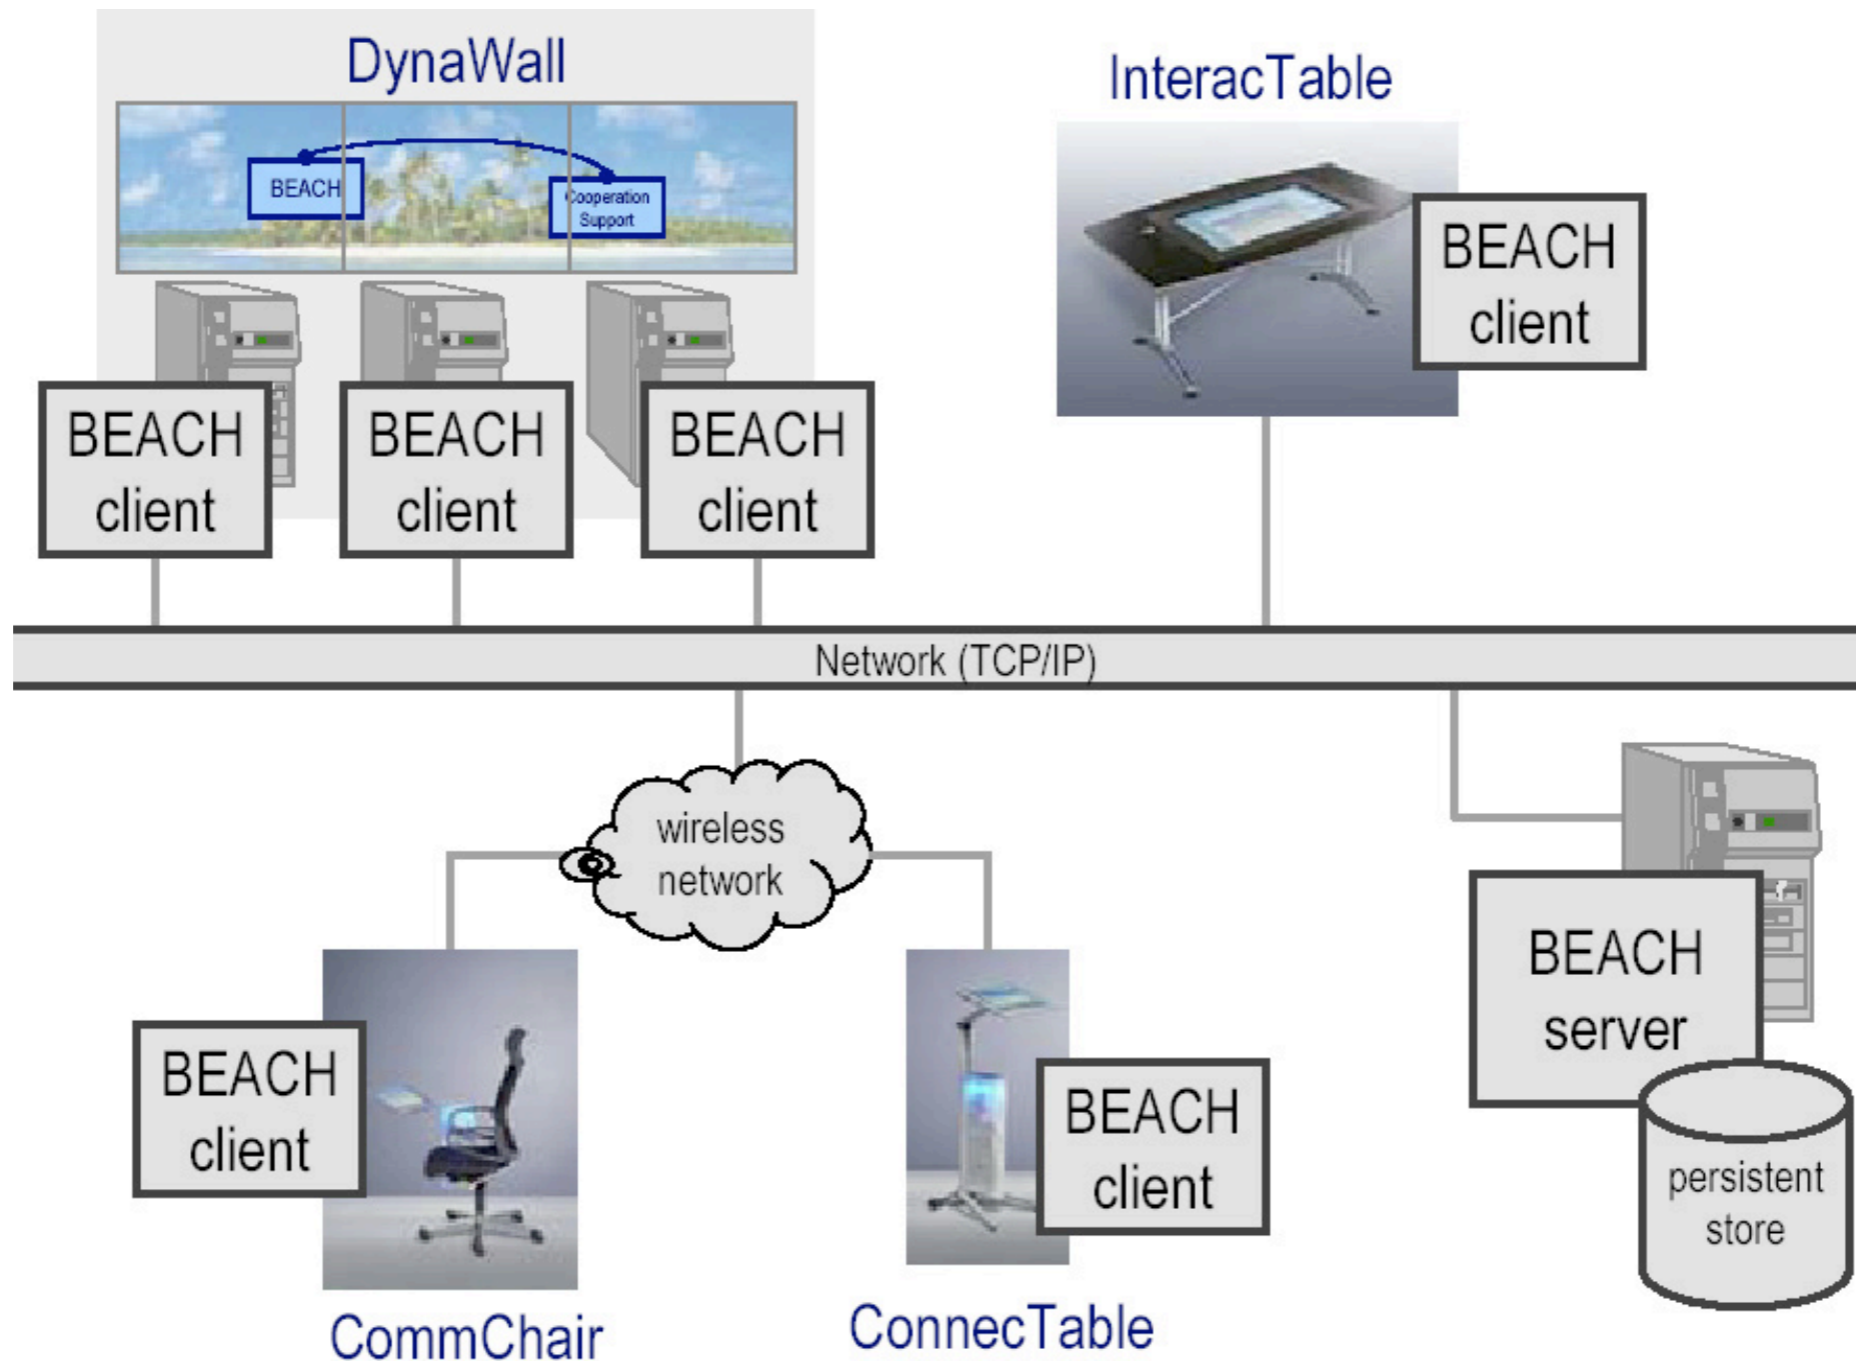 DynaWall
InteracTable
BEACH
Cooperation
Support
BEACH
client
BEACH
client
BEACH
client
BEACH
client
Network (TCP/IP)
wireless
network
BEACH
client
BEACH
client
BEACH
server
persistent
store
CommChair
ConnecTable